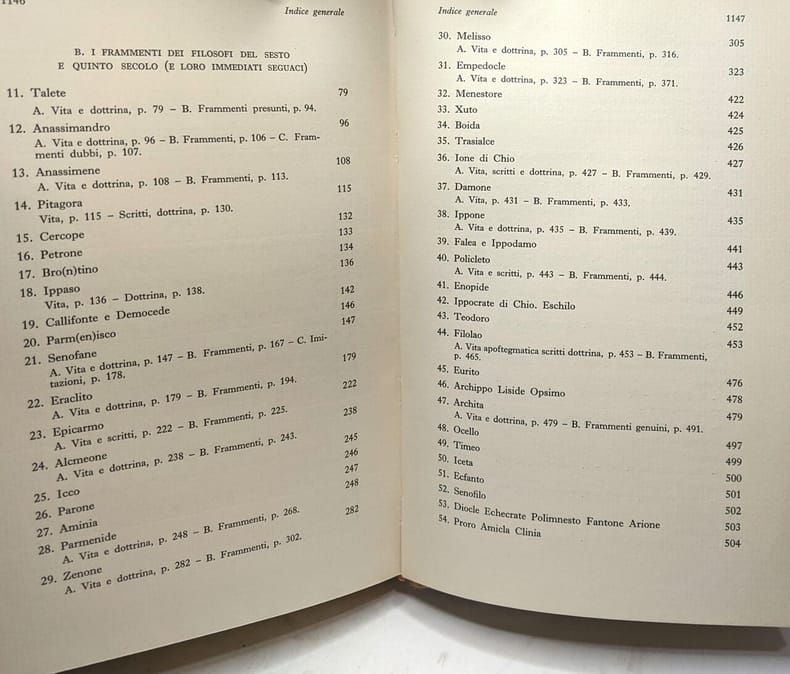 1146
Indice generale
B. I FRAMMENTI DEI FILOSOFI DEL SESTO
E QUINTO SECOLO (E LORO IMMEDIATI SEGUACI)
11. Talete 79
A. Vita e dottrina, p. 79 – B. Frammenti presunti, p. 94.
12. Anassimandro 96
A. Vita e dottrina, p. 96 – B. Frammenti, p. 106 – C. Fram-
menti dubbi, p. 107.
13. Anassimene 108
A. Vita e dottrina, p. 108 – B. Frammenti, p. 113.
14. Pitagora 115
Vita, p. 115 – Scritti, dottrina, p. 130.
15. Cercope 132
16. Petrone 133
17. Bro(n)tino 134
18. Ippaso 136
Vita, p. 136 – Dottrina, p. 138.
19. Callifonte e Democede 142
20. Parm(en)isco 146
21. Senofane 147
A. Vita e dottrina, p. 147 – B. Frammenti, p. 167 – C. Imi-
tazioni, p. 178.
22. Eraclito 179
A. Vita e dottrina, p. 179 – B. Frammenti, p. 194.
23. Epicarmo 222
A. Vita e scritti, p. 222 – B. Frammenti, p. 225.
24. Alcmeone 238
A. Vita e dottrina, p. 238 – B. Frammenti, p. 243.
25. Icco 245
26. Parone 246
27. Aminia 247
28. Parmenide 248
A. Vita e dottrina, p. 248 – B. Frammenti, p. 268.
29. Zenone 282
A. Vita e dottrina, p. 282 – B. Frammenti, p. 302.
Indice generale 1147
30. Melisso 305
A. Vita e dottrina, p. 305 – B. Frammenti, p. 316.
31. Empedocle 323
A. Vita e dottrina, p. 323 – B. Frammenti, p. 371.
32. Menestore 422
33. Xuto 424
34. Boida 425
35. Trasialce 426
36. Ione di Chio 427
A. Vita, scritti e dottrina, p. 427 – B. Frammenti, p. 429.
37. Damone 431
A. Vita, p. 431 – B. Frammenti, p. 433.
38. Ippone 435
A. Vita e dottrina, p. 435 – B. Frammenti, p. 439.
39. Falea e Ippodamo 441
40. Policleto 443
A. Vita e scritti, p. 443 – B. Frammenti, p. 444.
41. Enopide 446
42. Ippocrate di Chio. Eschilo 449
43. Teodoro 452
44. Filolao 453
A. Vita apoftegmatica scritti dottrina, p. 453 – B. Frammenti,
p. 465.
45. Eurito 476
46. Archippo Liside Opsimo 478
47. Archita 479
A. Vita e dottrina, p. 479 – B. Frammenti genuini, p. 491.
48. Ocello 497
49. Timeo 499
50. Iceta 500
51. Ecfanto 501
52. Senofilo 502
53. Diocle Echecrate Polimnesto Fantone Arione 503
54. Proro Amicla Clinia 504